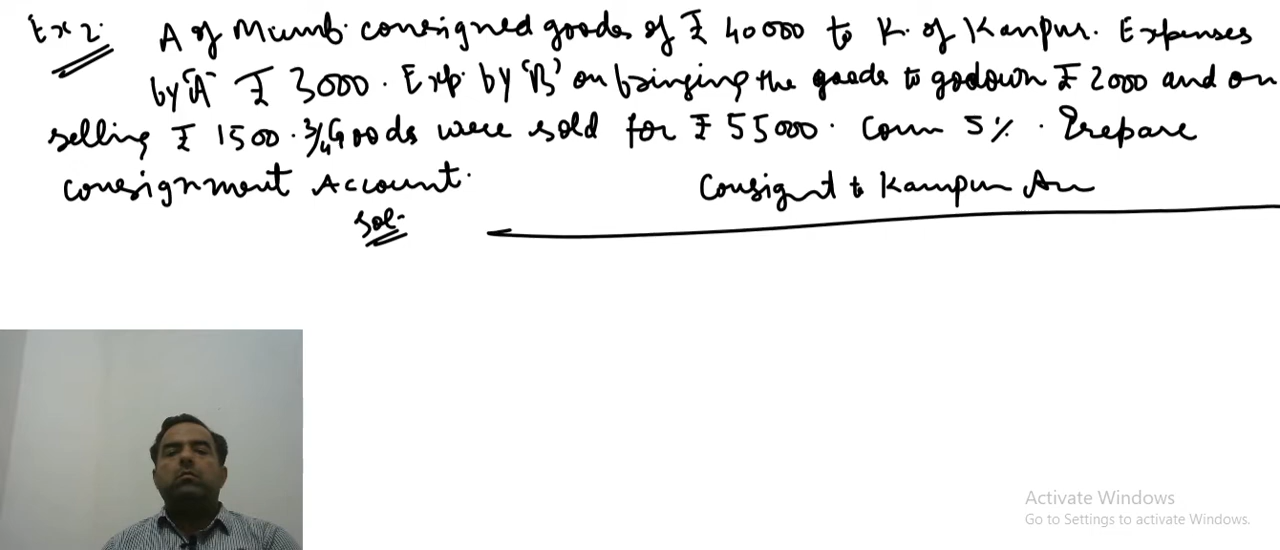 Ex 2. A of Mumb. consigned goods of ₹ 40000 to K. of Kanpur. Expenses
by 'A' ₹ 3000. Exp. by 'B' on bringing the goods to godown ₹ 2000 and on
selling ₹ 1500. 3/4 Goods were sold for ₹ 55000. Comm 5%. Prepare
consignment Account.
Consignt to Kanpur Acc
Sol-
Activate Windows
Go to Settings to activate Windows.